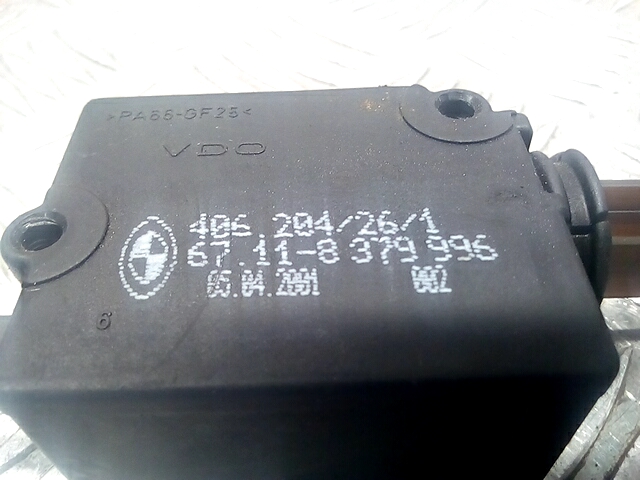 >PA66-GF25<
VDO
406 204/26/1
67.11-8 379 996
05.04.2001 002
6